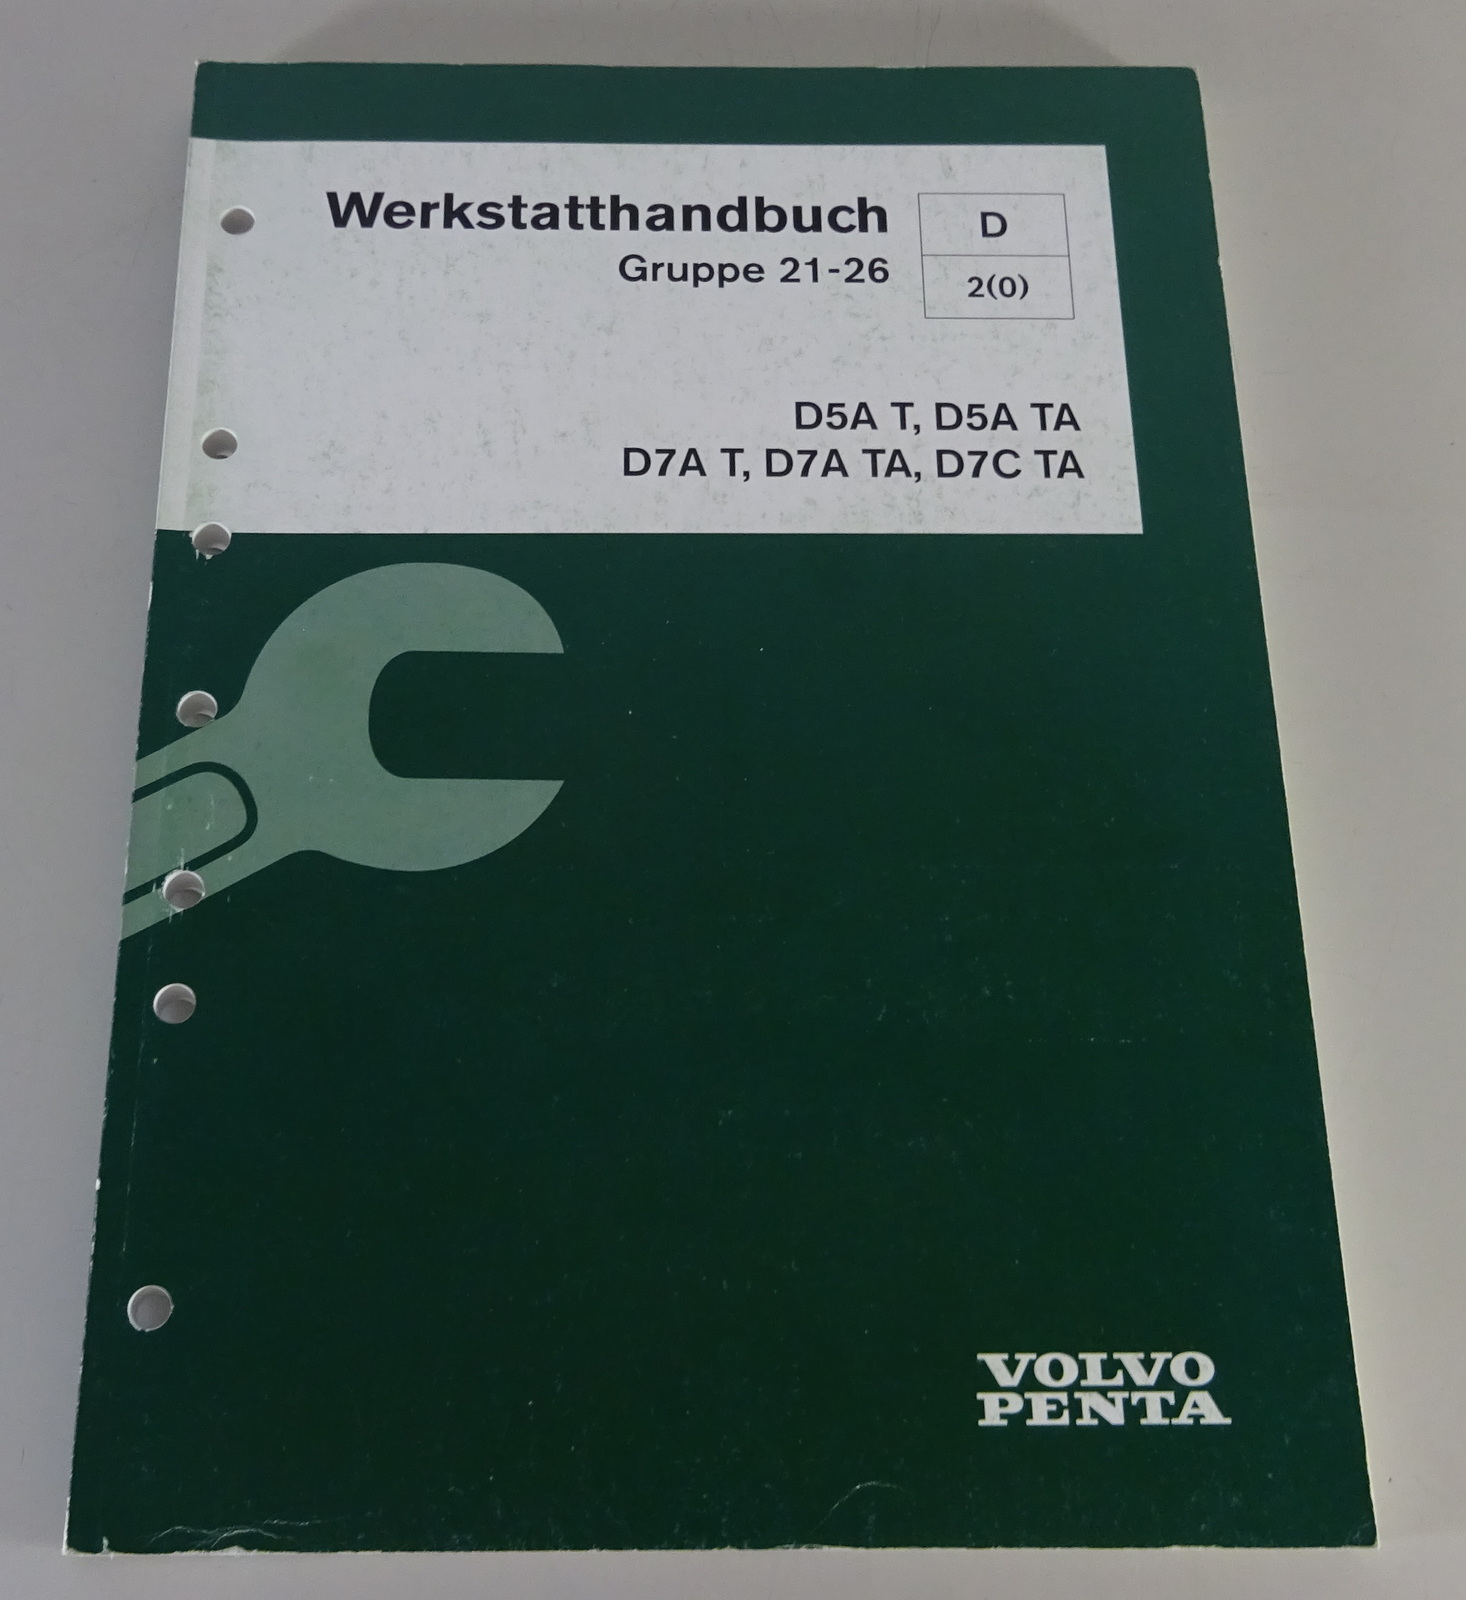 Werkstatthandbuch
Gruppe 21-26
D
2(0)
D5A T, D5A TA
D7A T, D7A TA, D7C TA
VOLVO
PENTA